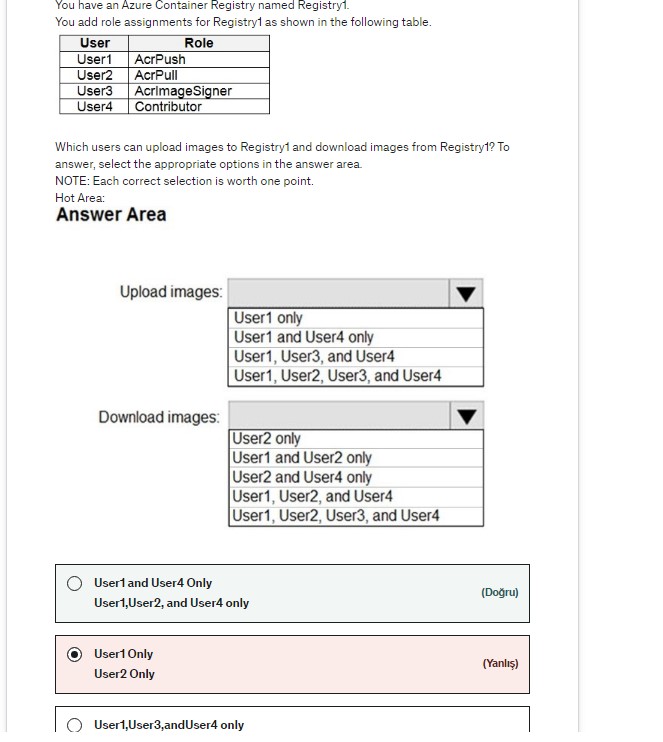 You have an Azure Container Registry named Registry1.
You add role assignments for Registry1 as shown in the following table.
User Role
User1 AcrPush
User2 AcrPull
User3 AcrImageSigner
User4 Contributor
Which users can upload images to Registry1 and download images from Registry1? To
answer, select the appropriate options in the answer area.
NOTE: Each correct selection is worth one point.
Hot Area:
Answer Area
Upload images:
User1 only
User1 and User4 only
User1, User3, and User4
User1, User2, User3, and User4
Download images:
User2 only
User1 and User2 only
User2 and User4 only
User1, User2, and User4
User1, User2, User3, and User4
User1 and User4 Only
User1,User2, and User4 only
(Doğru)
User1 Only
User2 Only
(Yanlış)
User1,User3,andUser4 only